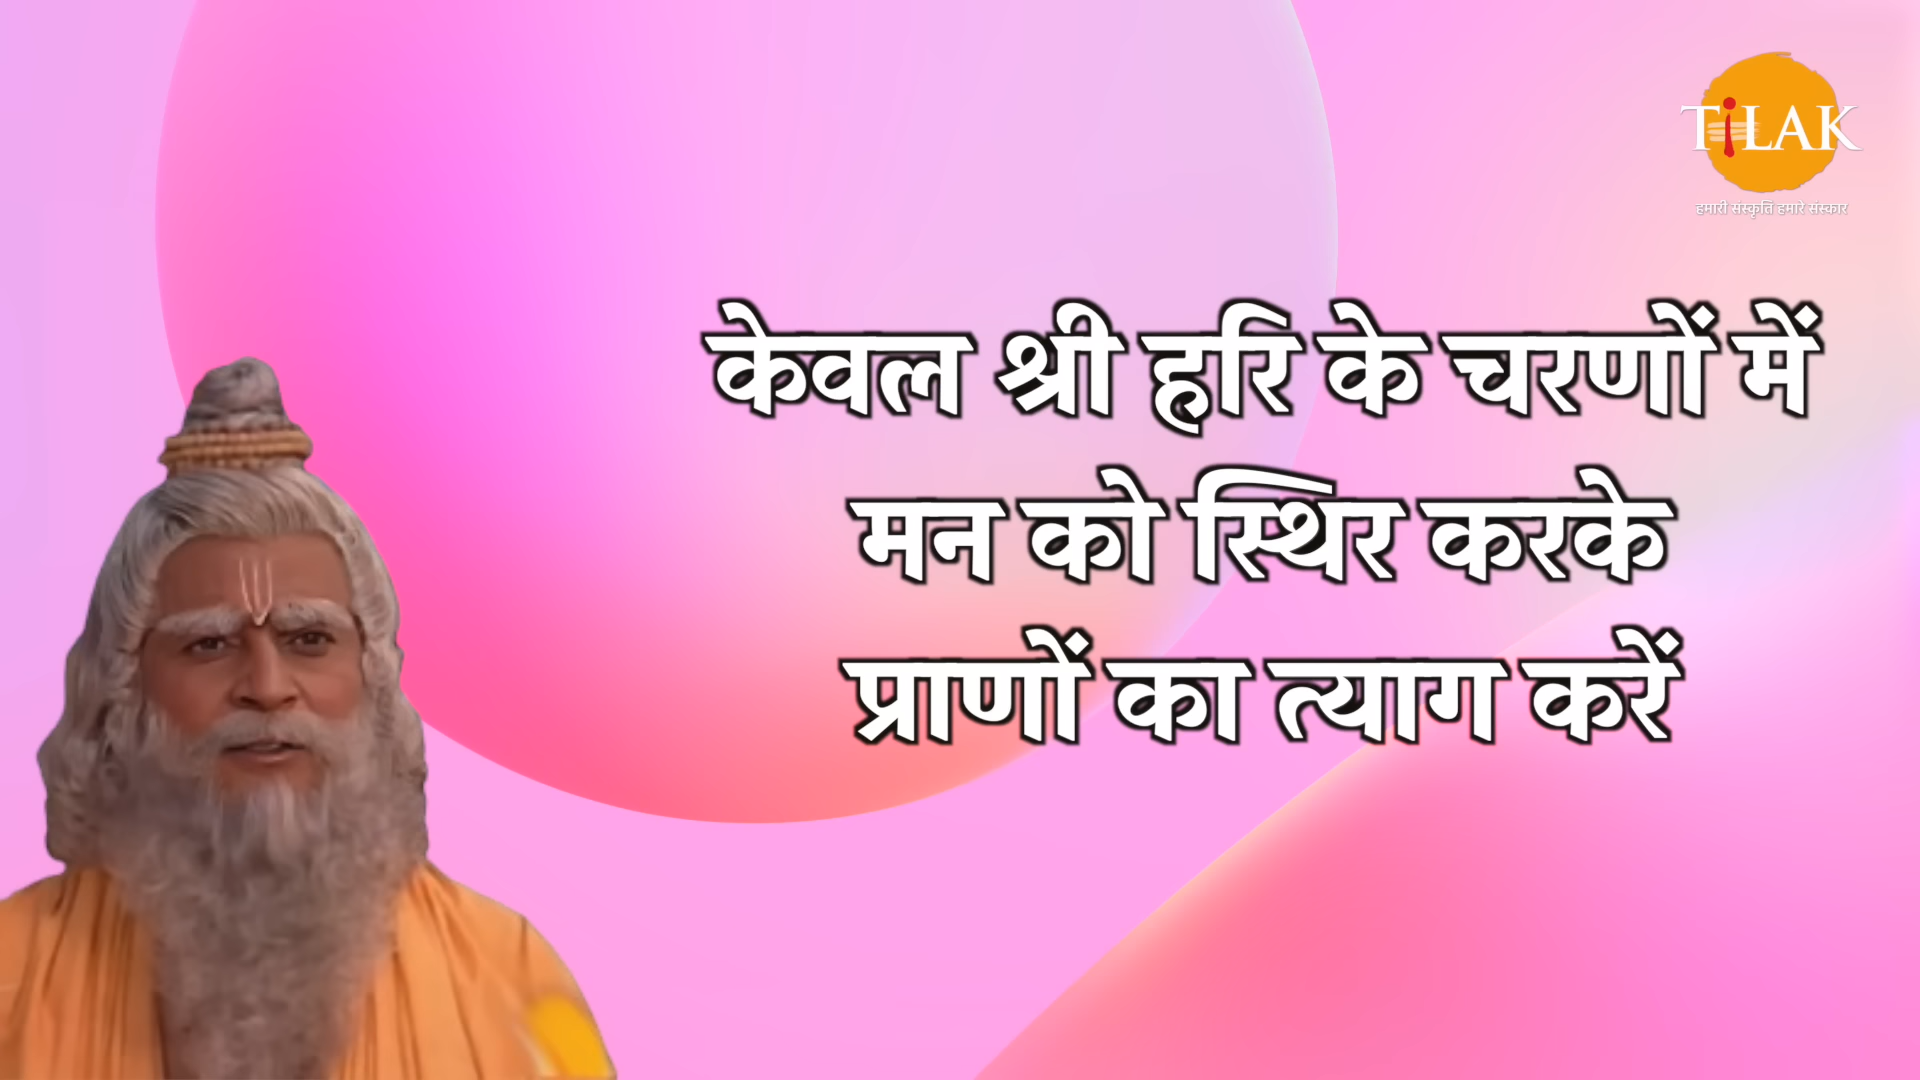 TiLAK
हमारी संस्कृति हमारे संस्कार
केवल श्री हरि के चरणों में
मन को स्थिर करके
प्राणों का त्याग करें